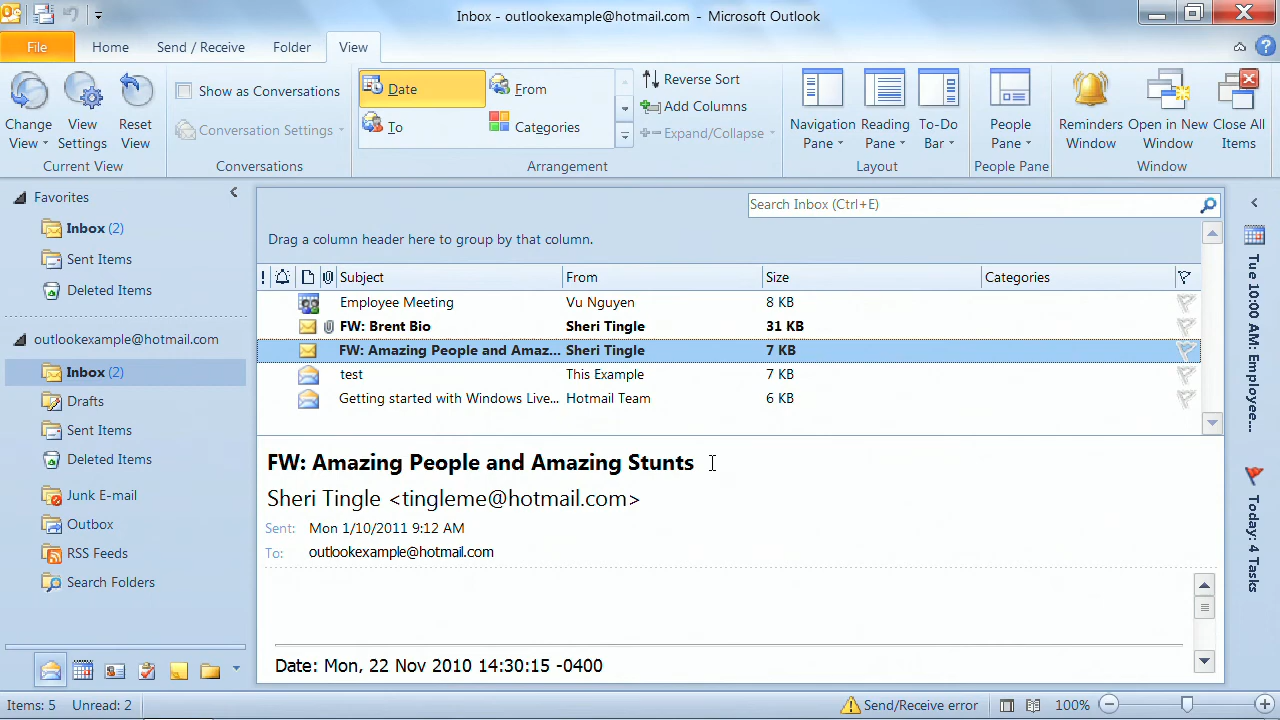 Inbox - outlookexample@hotmail.com - Microsoft Outlook
File Home Send / Receive Folder View
Change View
View Settings
Reset View
Current View
Show as Conversations
Conversation Settings
Conversations
Date
From
To
Categories
Reverse Sort
Add Columns
Expand/Collapse
Arrangement
Navigation Pane
Reading Pane
To-Do Bar
Layout
People Pane
People Pane
Reminders Window
Open in New Window
Close All Items
Window
Favorites
Inbox (2)
Sent Items
Deleted Items
outlookexample@hotmail.com
Inbox (2)
Drafts
Sent Items
Deleted Items
Junk E-mail
Outbox
RSS Feeds
Search Folders
Search Inbox (Ctrl+E)
Drag a column header here to group by that column.
! Subject From Size Categories
Employee Meeting Vu Nguyen 8 KB
FW: Brent Bio Sheri Tingle 31 KB
FW: Amazing People and Amaz... Sheri Tingle 7 KB
test This Example 7 KB
Getting started with Windows Live... Hotmail Team 6 KB
FW: Amazing People and Amazing Stunts
Sheri Tingle <tingleme@hotmail.com>
Sent: Mon 1/10/2011 9:12 AM
To: outlookexample@hotmail.com
Date: Mon, 22 Nov 2010 14:30:15 -0400
Tue 10:00 AM: Employee...
Today: 4 Tasks
Items: 5 Unread: 2
Send/Receive error 100%